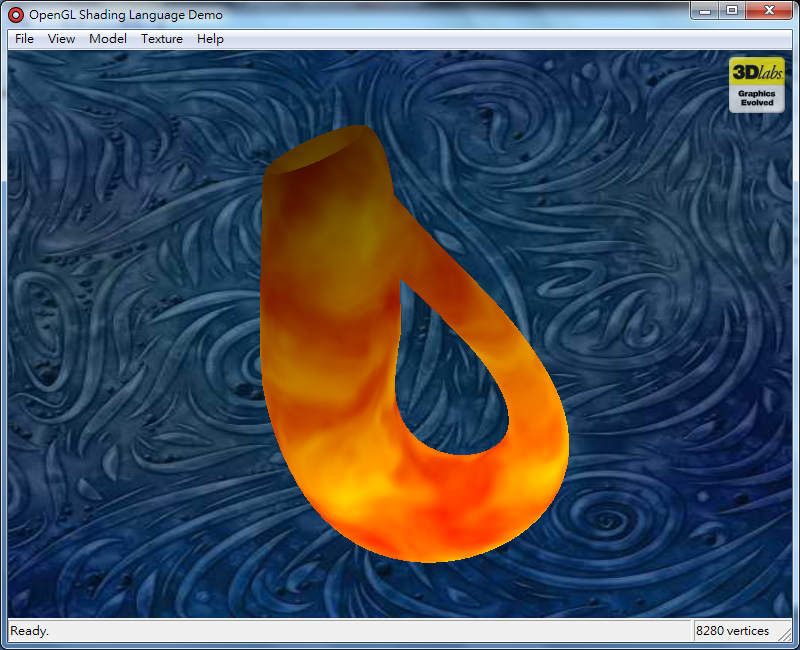 OpenGL Shading Language Demo
File View Model Texture Help
3Dlabs
Graphics
Evolved
Ready.
8280 vertices